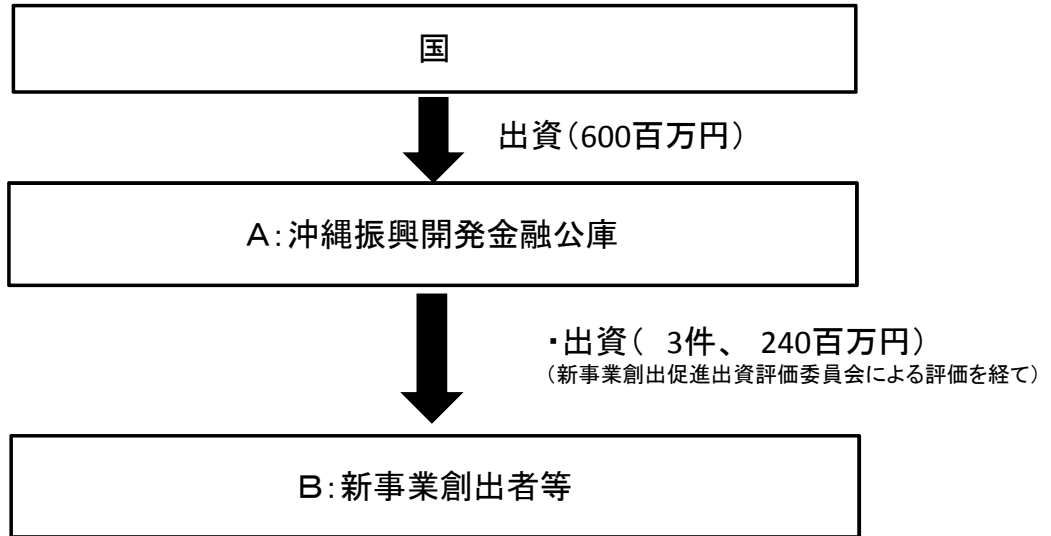 国
出資(600百万円)
A:沖縄振興開発金融公庫
・出資( 3件、 240百万円)
(新事業創出促進出資評価委員会による評価を経て)
B:新事業創出者等